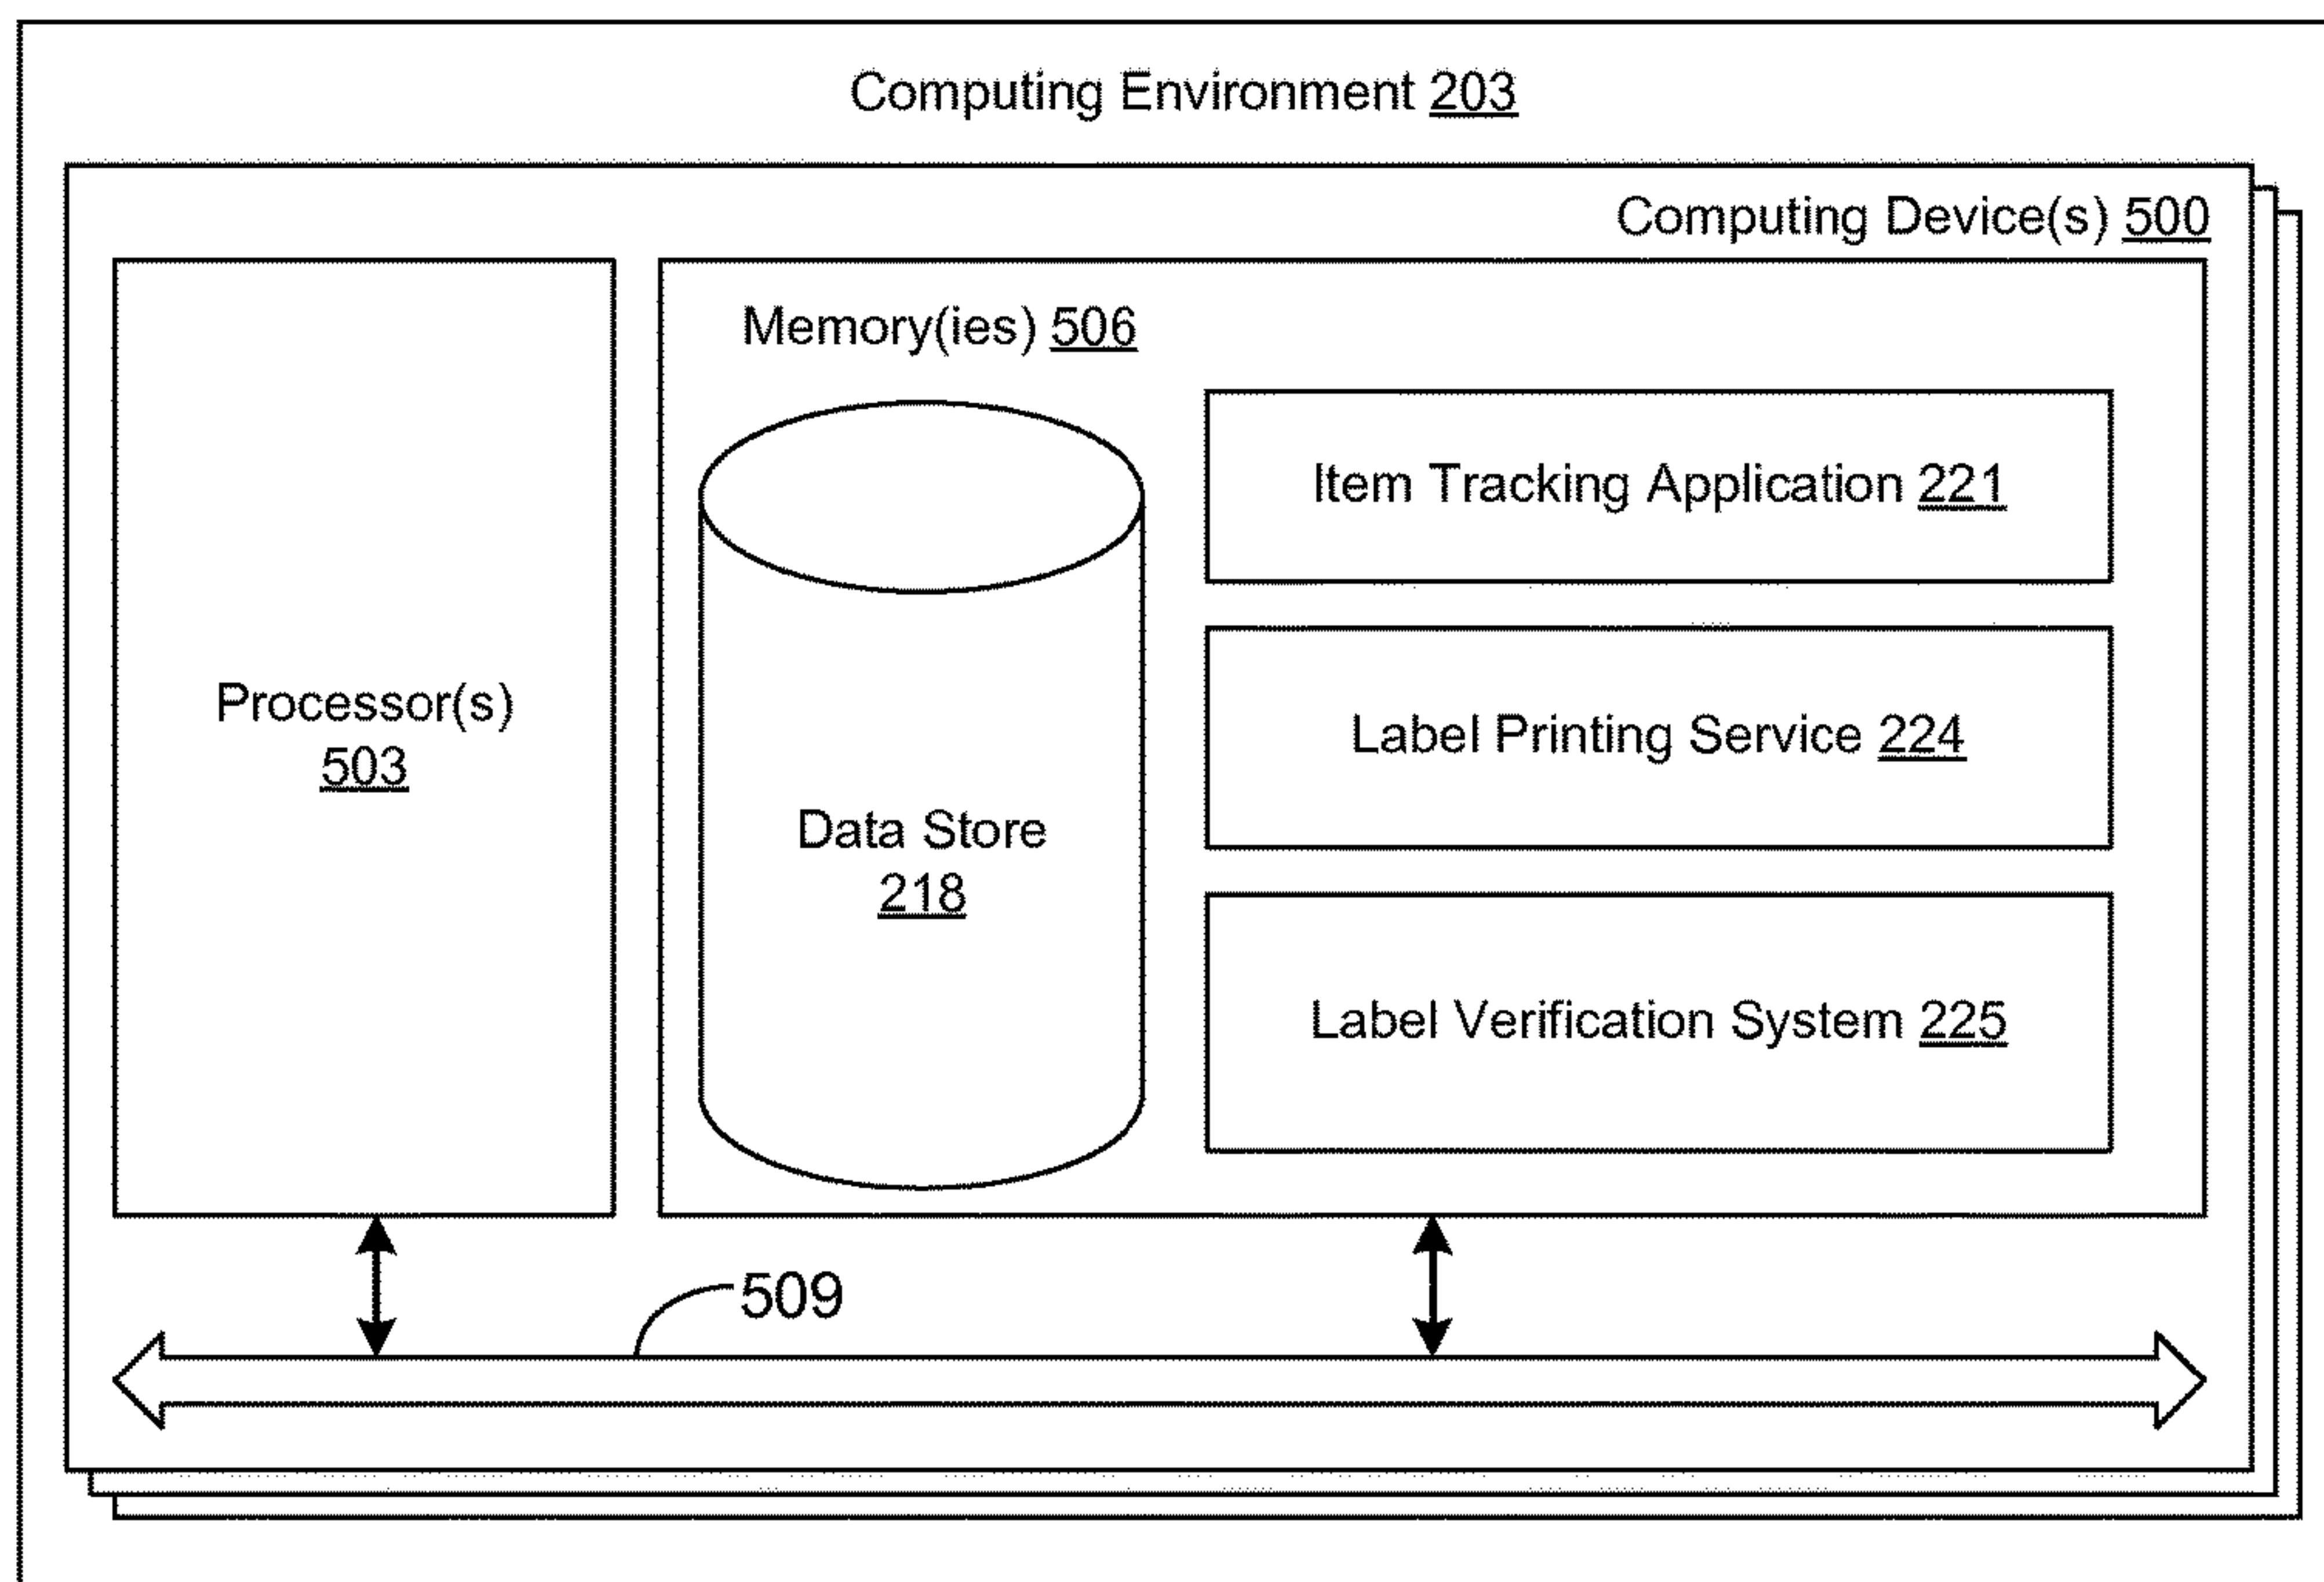 Computing Environment 203
Computing Device(s) 500
Memory(ies) 506
Item Tracking Application 221
Processor(s)
503
Label Printing Service 224
Data Store
218
Label Verification System 225
509